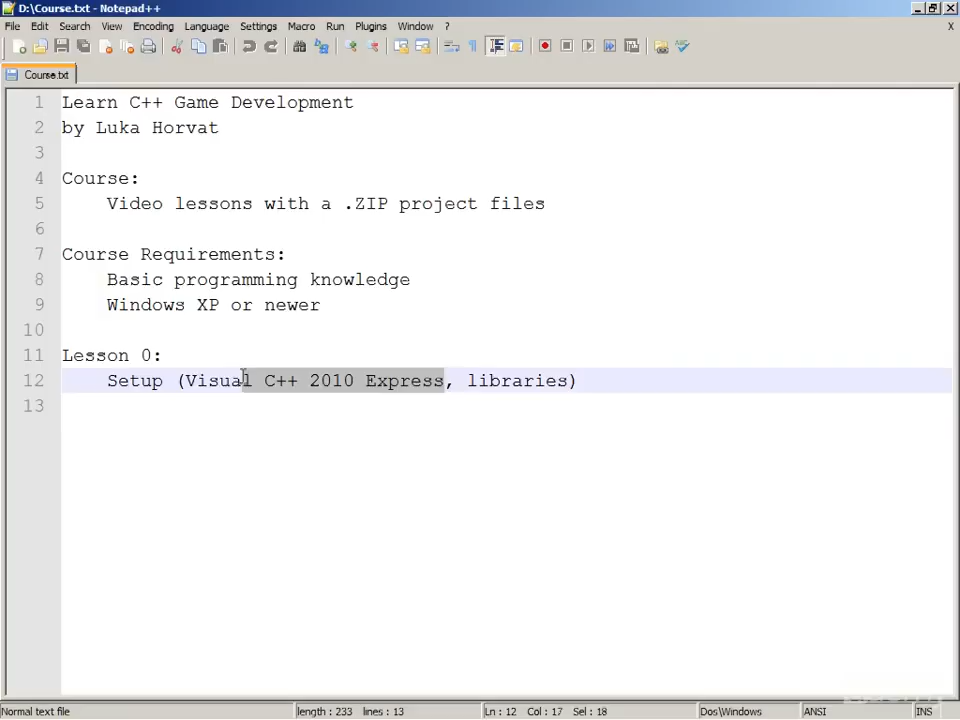 D:\Course.txt - Notepad++
File Edit Search View Encoding Language Settings Macro Run Plugins Window ? X
Course.txt
1 Learn C++ Game Development
2 by Luka Horvat
3
4 Course:
5 Video lessons with a .ZIP project files
6
7 Course Requirements:
8 Basic programming knowledge
9 Windows XP or newer
10
11 Lesson 0:
12 Setup (Visual C++ 2010 Express, libraries)
13
Normal text file length : 233 lines : 13 Ln : 12 Col : 17 Sel : 18 Dos\Windows ANSI INS